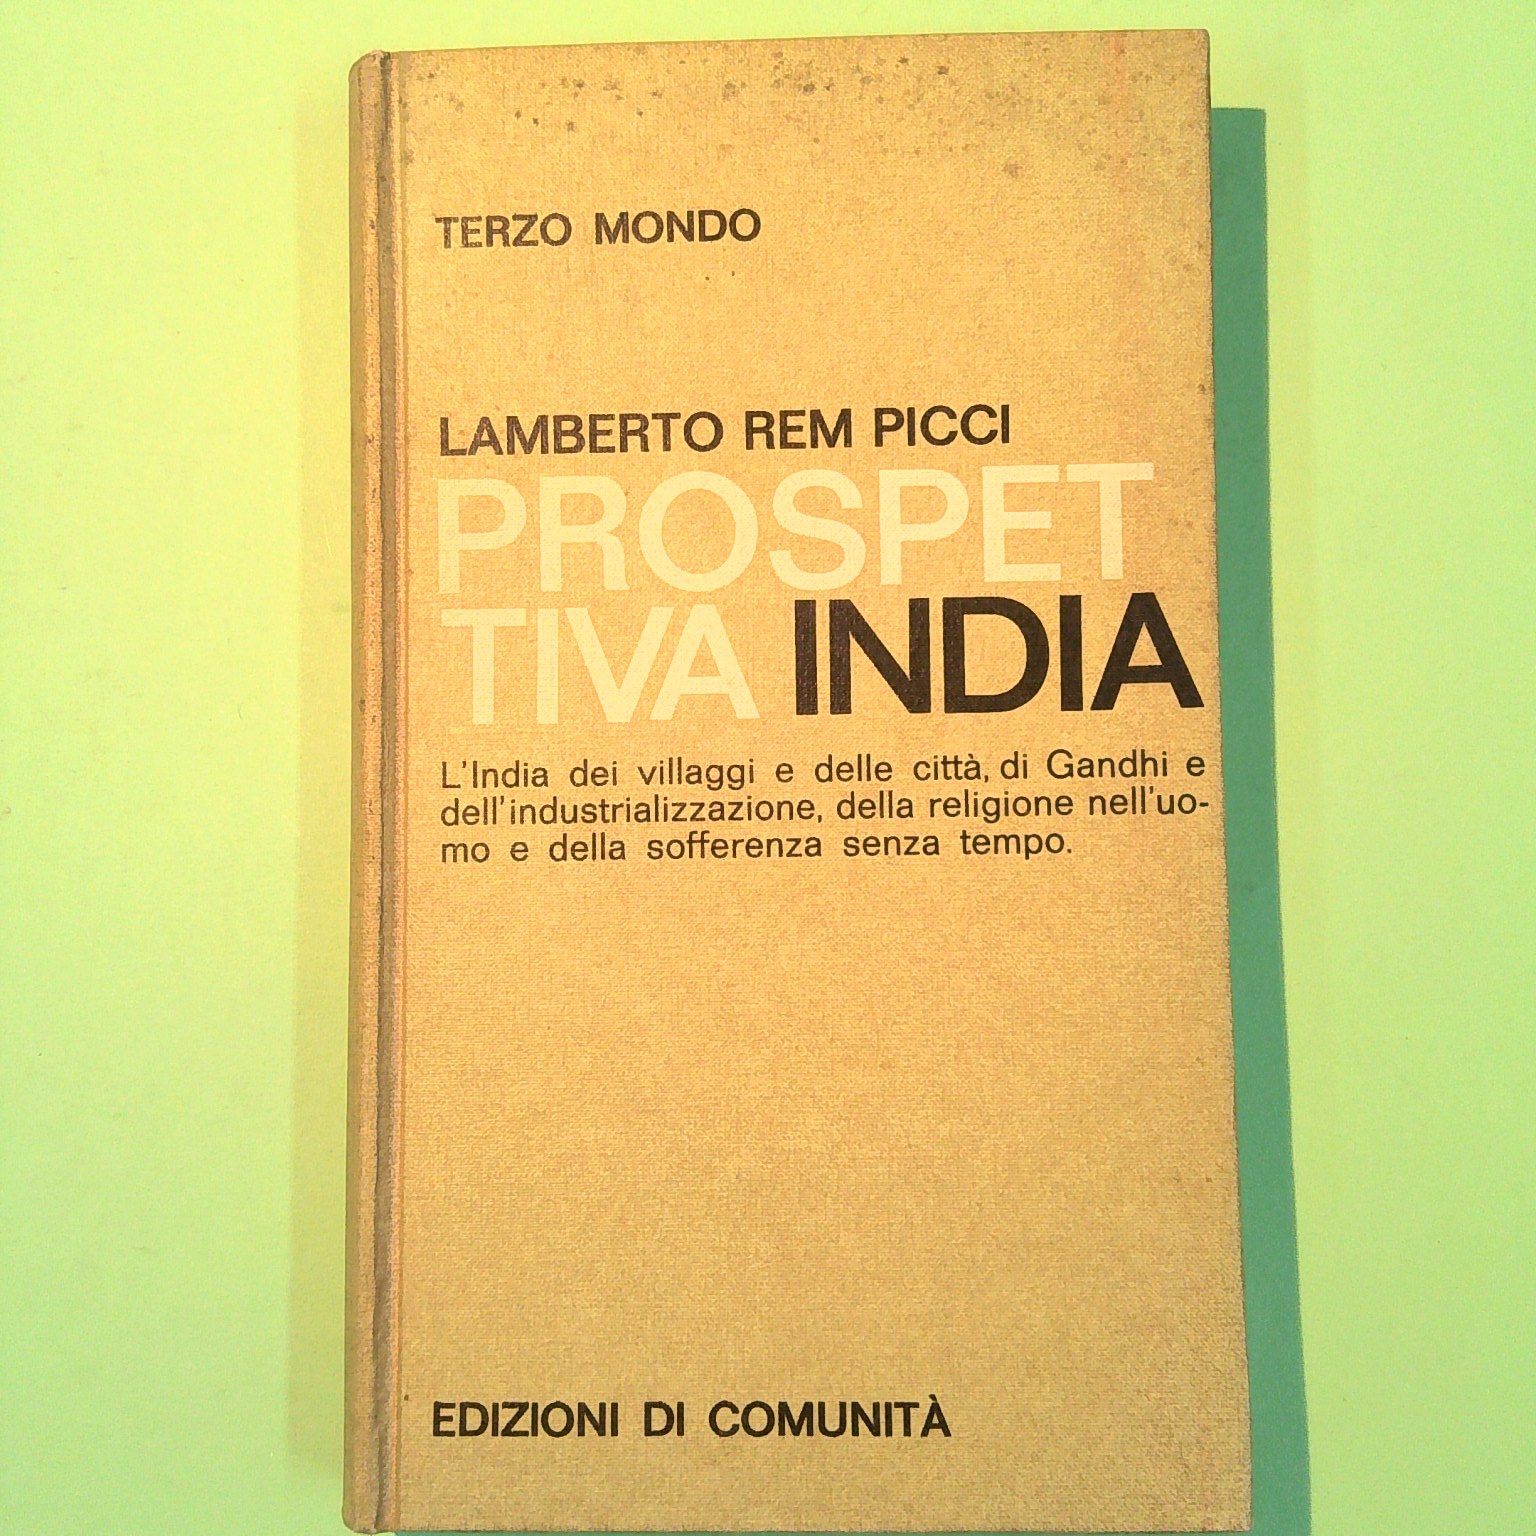 TERZO MONDO
LAMBERTO REM PICCI
PROSPET
TIVA INDIA
L'India dei villaggi e delle città, di Gandhi e
dell'industrializzazione, della religione nell'uo-
mo e della sofferenza senza tempo.
EDIZIONI DI COMUNITÀ